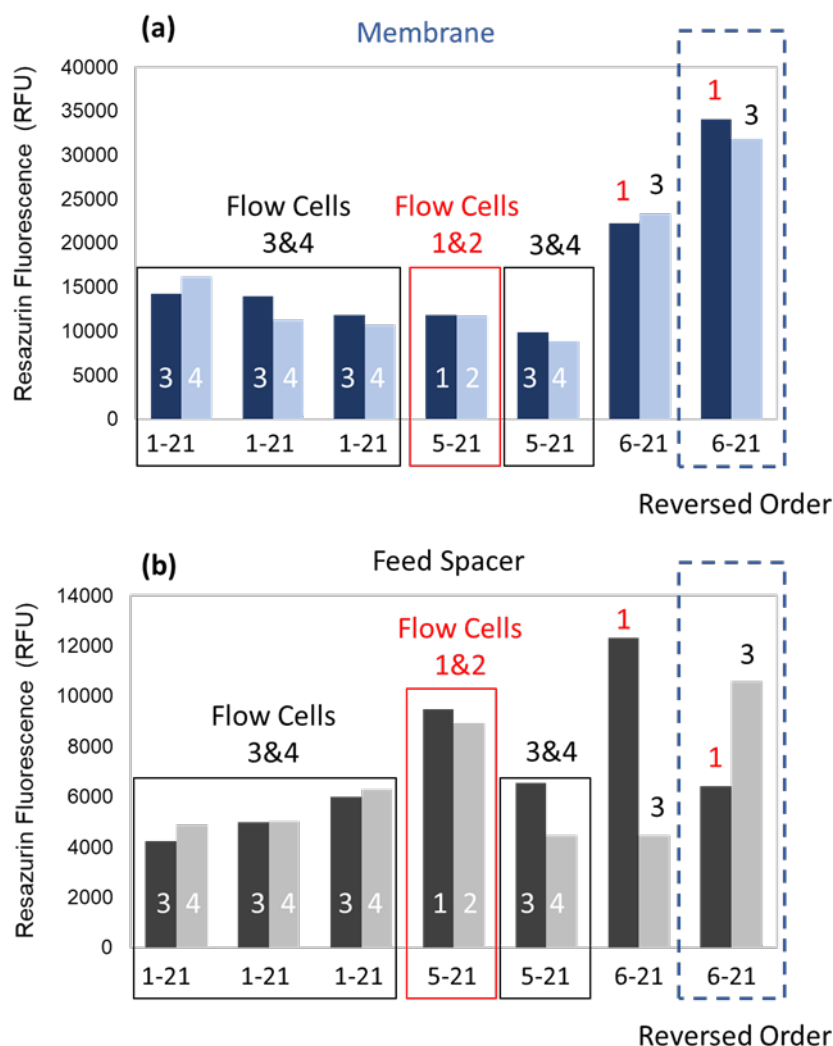 (a)
Membrane
Resazurin Fluorescence (RFU)
40000
35000
30000
25000
20000
15000
10000
5000
0
Flow Cells
3&4
Flow Cells
1&2
3&4
1
3
1
3
3 4 3 4 3 4 1 2 3 4
1-21 1-21 1-21 5-21 5-21 6-21 6-21
Reversed Order
(b)
Feed Spacer
Resazurin Fluorescence (RFU)
14000
12000
10000
8000
6000
4000
2000
0
Flow Cells
3&4
Flow Cells
1&2
3&4
1
3
1
3
3 4 3 4 3 4 1 2 3 4
1-21 1-21 1-21 5-21 5-21 6-21 6-21
Reversed Order